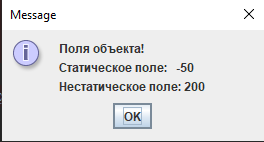 Message
Поля объекта!
Статическое поле:   -50
Нестатическое поле: 200
OK